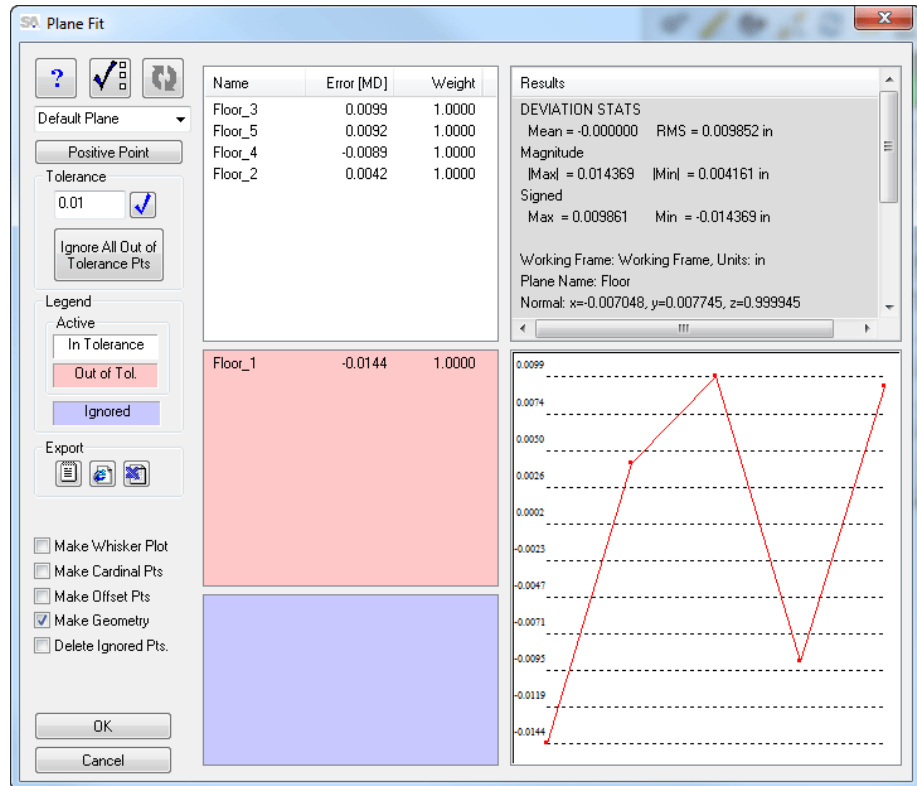 SA Plane Fit
?
Default Plane
Positive Point
Tolerance
0.01
Ignore All Out of
Tolerance Pts
Legend
Active
In Tolerance
Out of Tol.
Ignored
Export
Make Whisker Plot
Make Cardinal Pts
Make Offset Pts
Make Geometry
Delete Ignored Pts.
OK
Cancel
Name Error [MD] Weight
Floor_3 0.0099 1.0000
Floor_5 0.0092 1.0000
Floor_4 -0.0089 1.0000
Floor_2 0.0042 1.0000
Floor_1 -0.0144 1.0000
Results
DEVIATION STATS
Mean = -0.000000 RMS = 0.009852 in
Magnitude
|Max| = 0.014369 |Min| = 0.004161 in
Signed
Max = 0.009861 Min = -0.014369 in
Working Frame: Working Frame, Units: in
Plane Name: Floor
Normal: x=-0.007048, y=0.007745, z=0.999945
0.0099
0.0074
0.0050
0.0026
0.0002
-0.0023
-0.0047
-0.0071
-0.0095
-0.0119
-0.0144